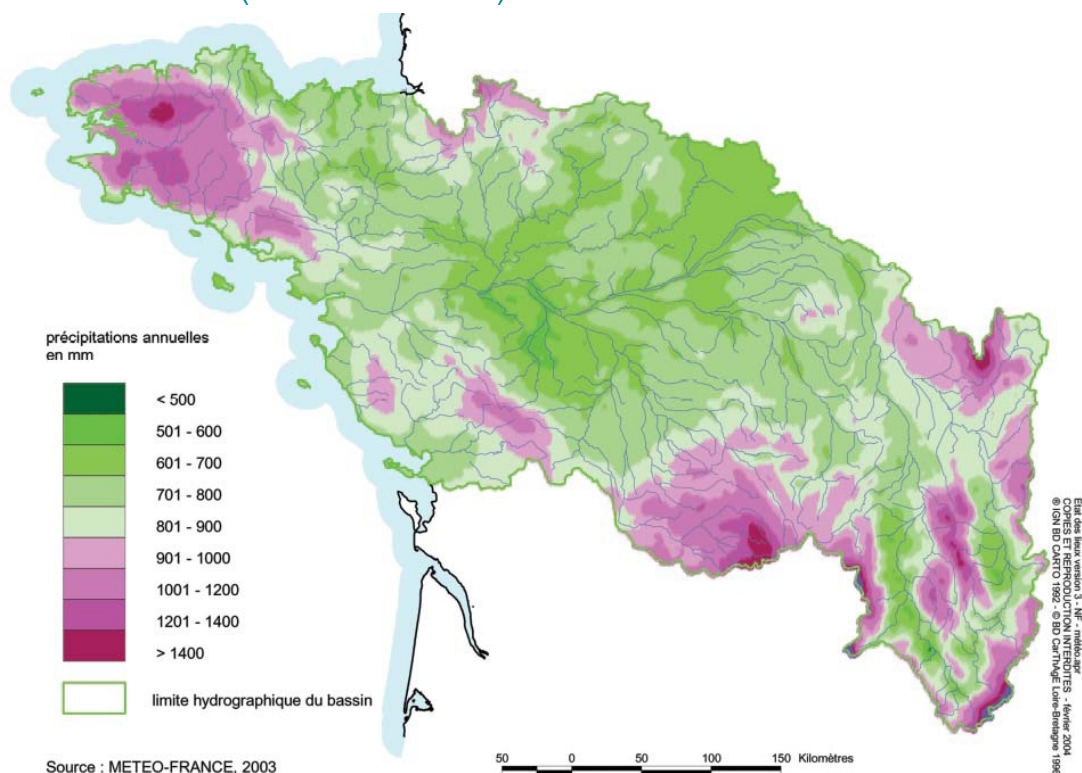 précipitations annuelles
en mm
< 500
501 - 600
601 - 700
701 - 800
801 - 900
901 - 1000
1001 - 1200
1201 - 1400
> 1400
limite hydrographique du bassin
Source : METEO-FRANCE, 2003
50 0 50 100 150 Kilomètres
Etat des lieux version 3 - NF - météo.apr
COPIES ET REPRODUCTION INTERDITES - février 2004
© IGN BD CARTO 1992 - © BD CarThAgE Loire-Bretagne 1996